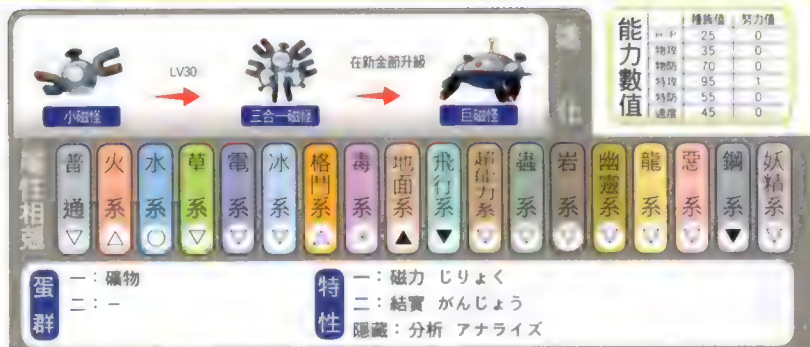 進化
LV30
在新金節升級
小磁怪
三合一磁怪
巨磁怪
能力數值
種族值 努力值
H P 25 0
物攻 35 0
物防 70 0
特攻 95 1
特防 55 0
速度 45 0
屬性相剋
普通 ▽
火系 △
水系 ○
草系 ▽
電系 ▽
冰系 ▽
格鬥系 △
毒系
地面系 ▲
飛行系 ▼
超能力系 ▽
蟲系 ▽
岩系 ▽
幽靈系 ▽
龍系 ▽
惡系 ▽
鋼系 ▼
妖精系 ▽
蛋群
一：礦物
二：－
特性
一：磁力 じりょく
二：結實 がんじょう
隱藏：分析 アナライズ